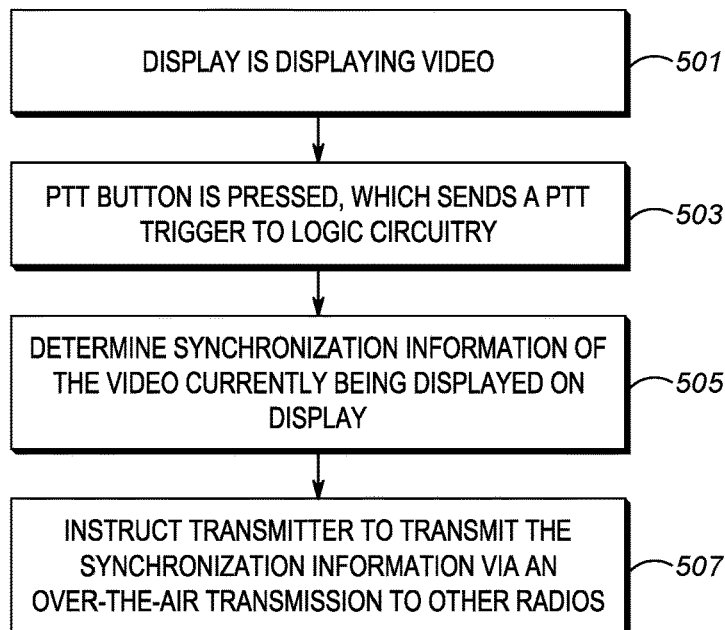 DISPLAY IS DISPLAYING VIDEO
501
PTT BUTTON IS PRESSED, WHICH SENDS A PTT
TRIGGER TO LOGIC CIRCUITRY
503
DETERMINE SYNCHRONIZATION INFORMATION OF
THE VIDEO CURRENTLY BEING DISPLAYED ON
DISPLAY
505
INSTRUCT TRANSMITTER TO TRANSMIT THE
SYNCHRONIZATION INFORMATION VIA AN
OVER-THE-AIR TRANSMISSION TO OTHER RADIOS
507